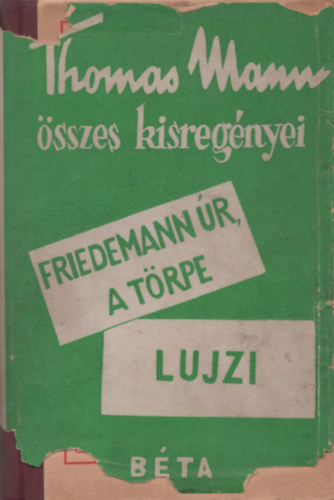 Thomas Mann
összes kisregényei
FRIEDEMANN ÚR,
A TÖRPE
LUJZI
BÉTA